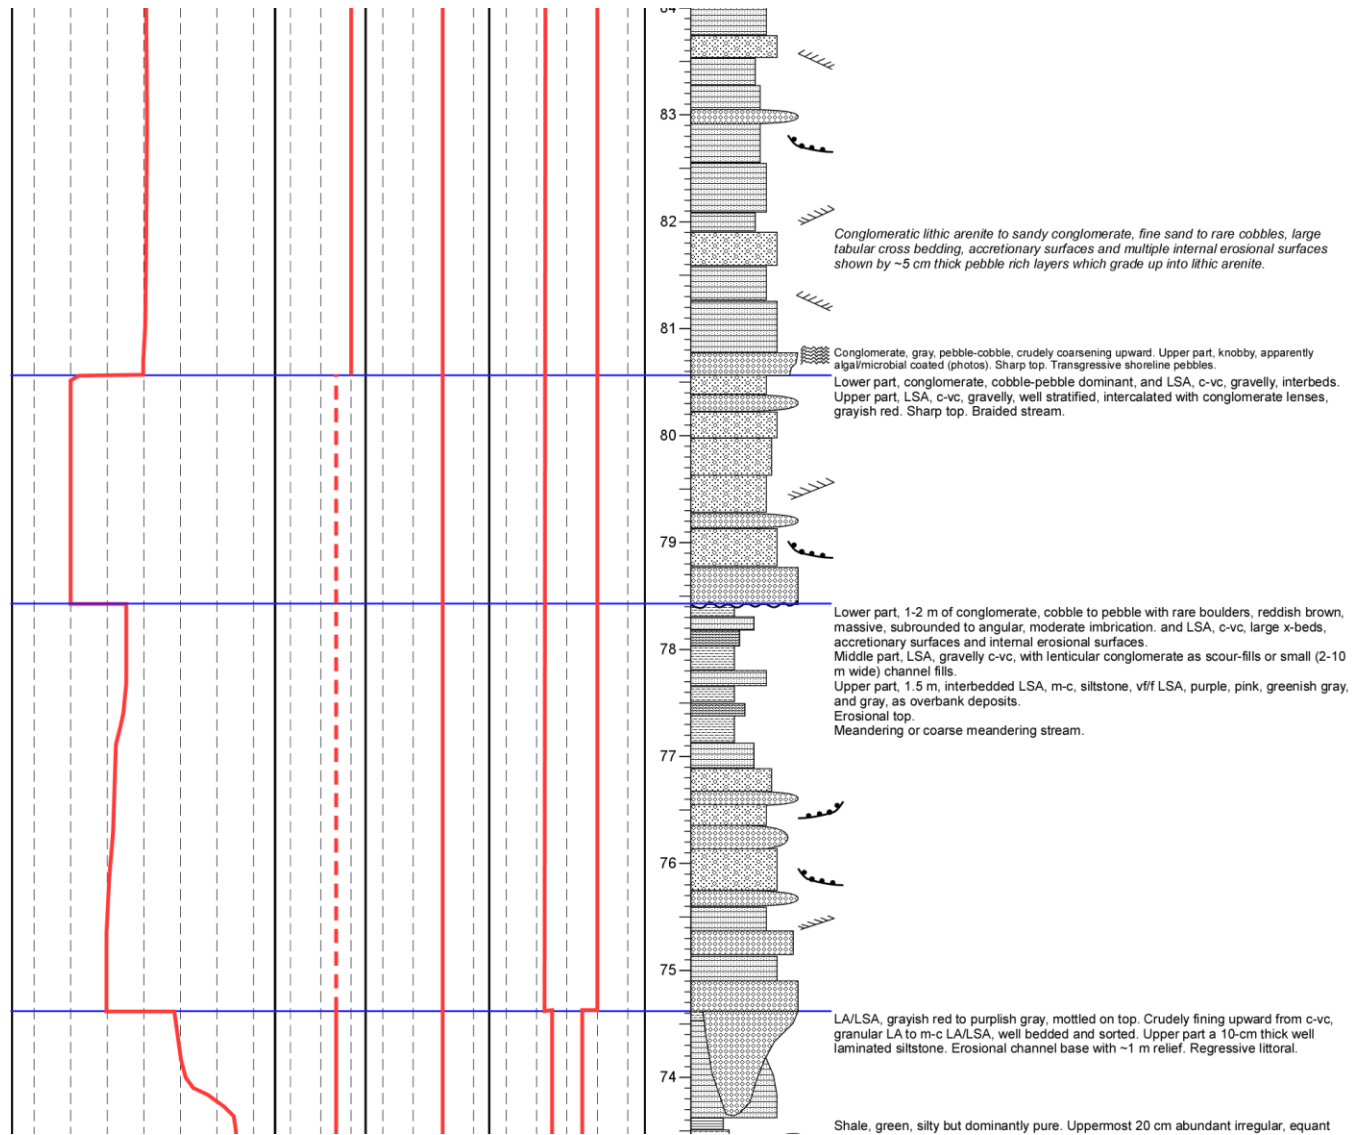 84
83
82
Conglomeratic lithic arenite to sandy conglomerate, fine sand to rare cobbles, large
tabular cross bedding, accretionary surfaces and multiple internal erosional surfaces
shown by ~5 cm thick pebble rich layers which grade up into lithic arenite.
81
Conglomerate, gray, pebble-cobble, crudely coarsening upward. Upper part, knobby, apparently
algal/microbial coated (photos). Sharp top. Transgressive shoreline pebbles.
Lower part, conglomerate, cobble-pebble dominant, and LSA, c-vc, gravelly, interbeds.
Upper part, LSA, c-vc, gravelly, well stratified, intercalated with conglomerate lenses,
grayish red. Sharp top. Braided stream.
80
79
Lower part, 1-2 m of conglomerate, cobble to pebble with rare boulders, reddish brown,
massive, subrounded to angular, moderate imbrication. and LSA, c-vc, large x-beds,
accretionary surfaces and internal erosional surfaces.
78
Middle part, LSA, gravelly c-vc, with lenticular conglomerate as scour-fills or small (2-10
m wide) channel fills.
Upper part, 1.5 m, interbedded LSA, m-c, siltstone, vf/f LSA, purple, pink, greenish gray,
and gray, as overbank deposits.
Erosional top.
Meandering or coarse meandering stream.
77
76
75
LA/LSA, grayish red to purplish gray, mottled on top. Crudely fining upward from c-vc,
granular LA to m-c LA/LSA, well bedded and sorted. Upper part a 10-cm thick well
laminated siltstone. Erosional channel base with ~1 m relief. Regressive littoral.
74
Shale, green, silty but dominantly pure. Uppermost 20 cm abundant irregular, equant